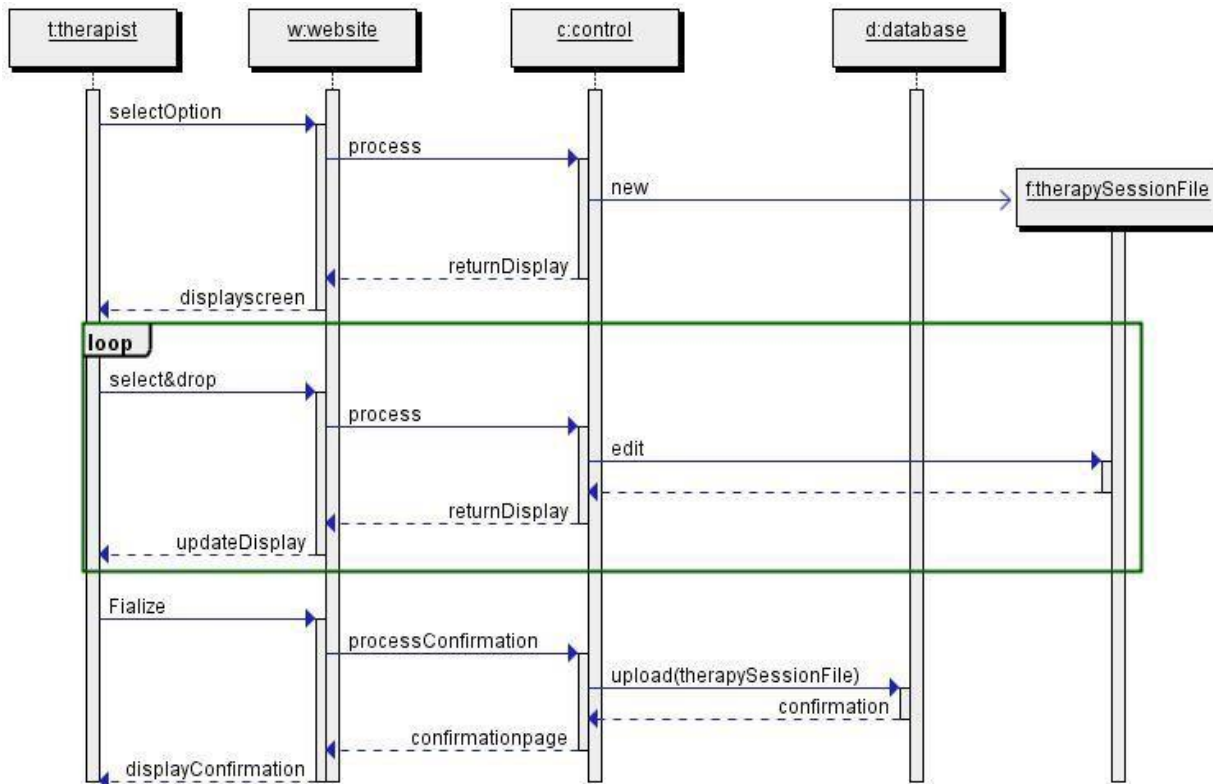 t:therapist
w:website
c:control
d:database
selectOption
process
new
f:therapySessionFile
returnDisplay
displayscreen
loop
select&drop
process
edit
returnDisplay
updateDisplay
Fialize
processConfirmation
upload(therapySessionFile)
confirmation
confirmationpage
displayConfirmation